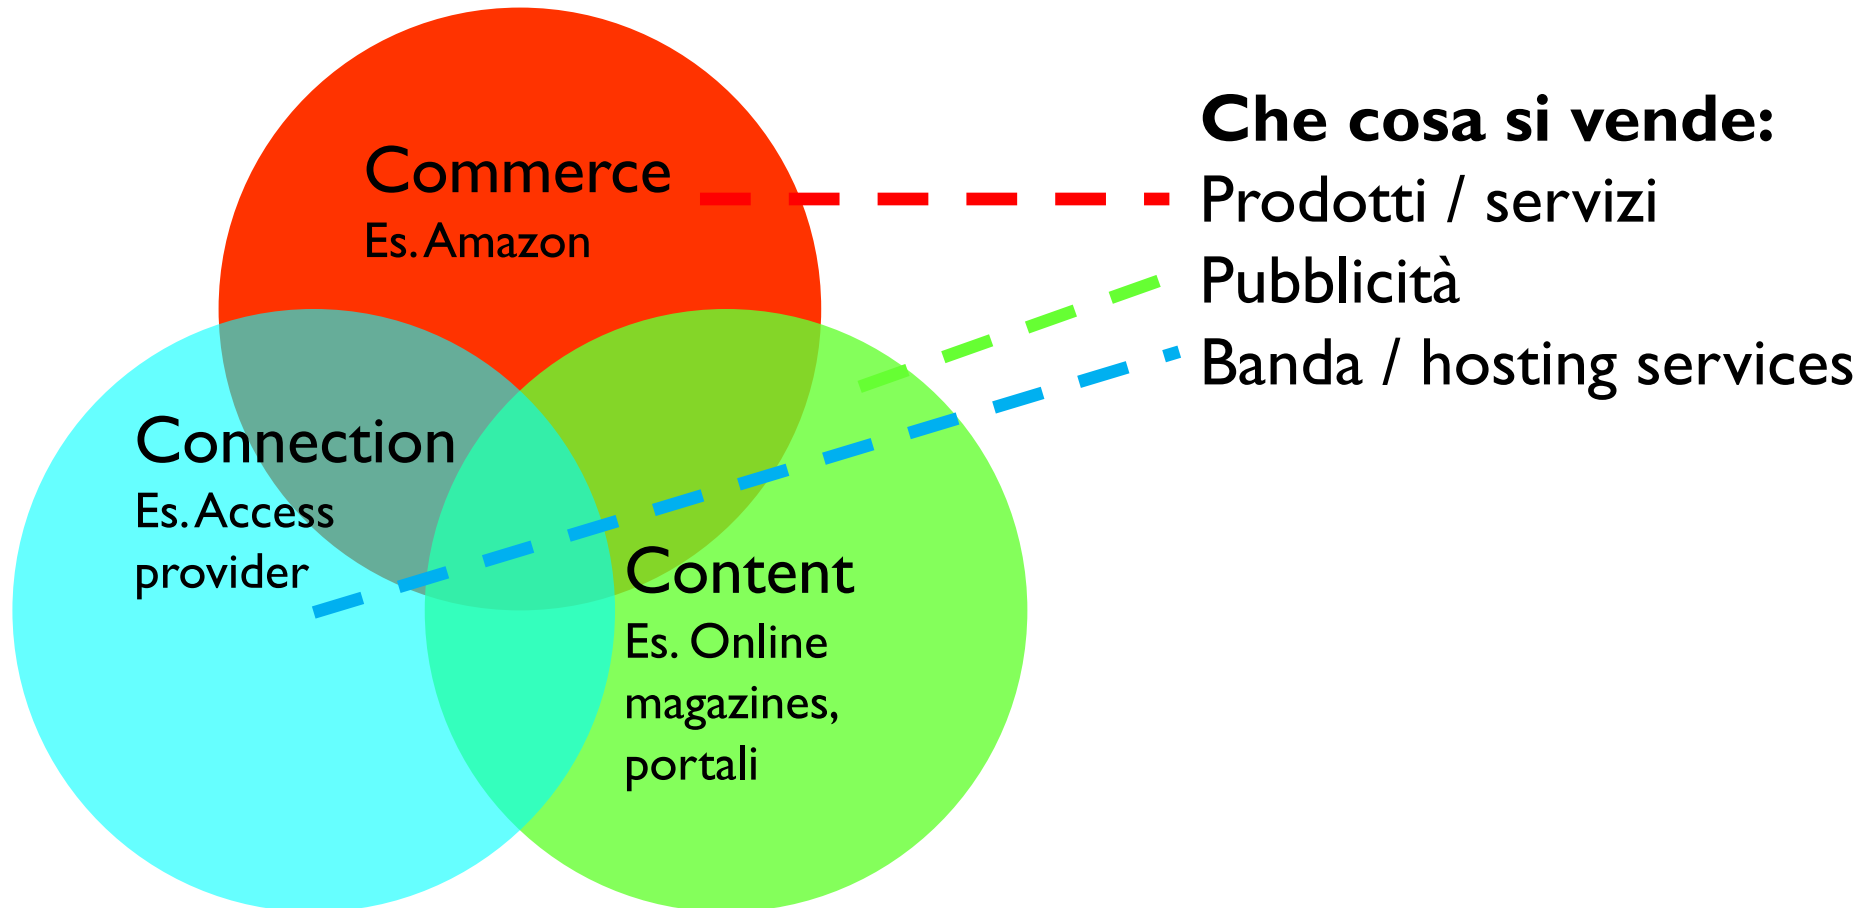 Commerce
Es. Amazon
Connection
Es. Access
provider
Content
Es. Online
magazines,
portali
Che cosa si vende:
Prodotti / servizi
Pubblicità
Banda / hosting services